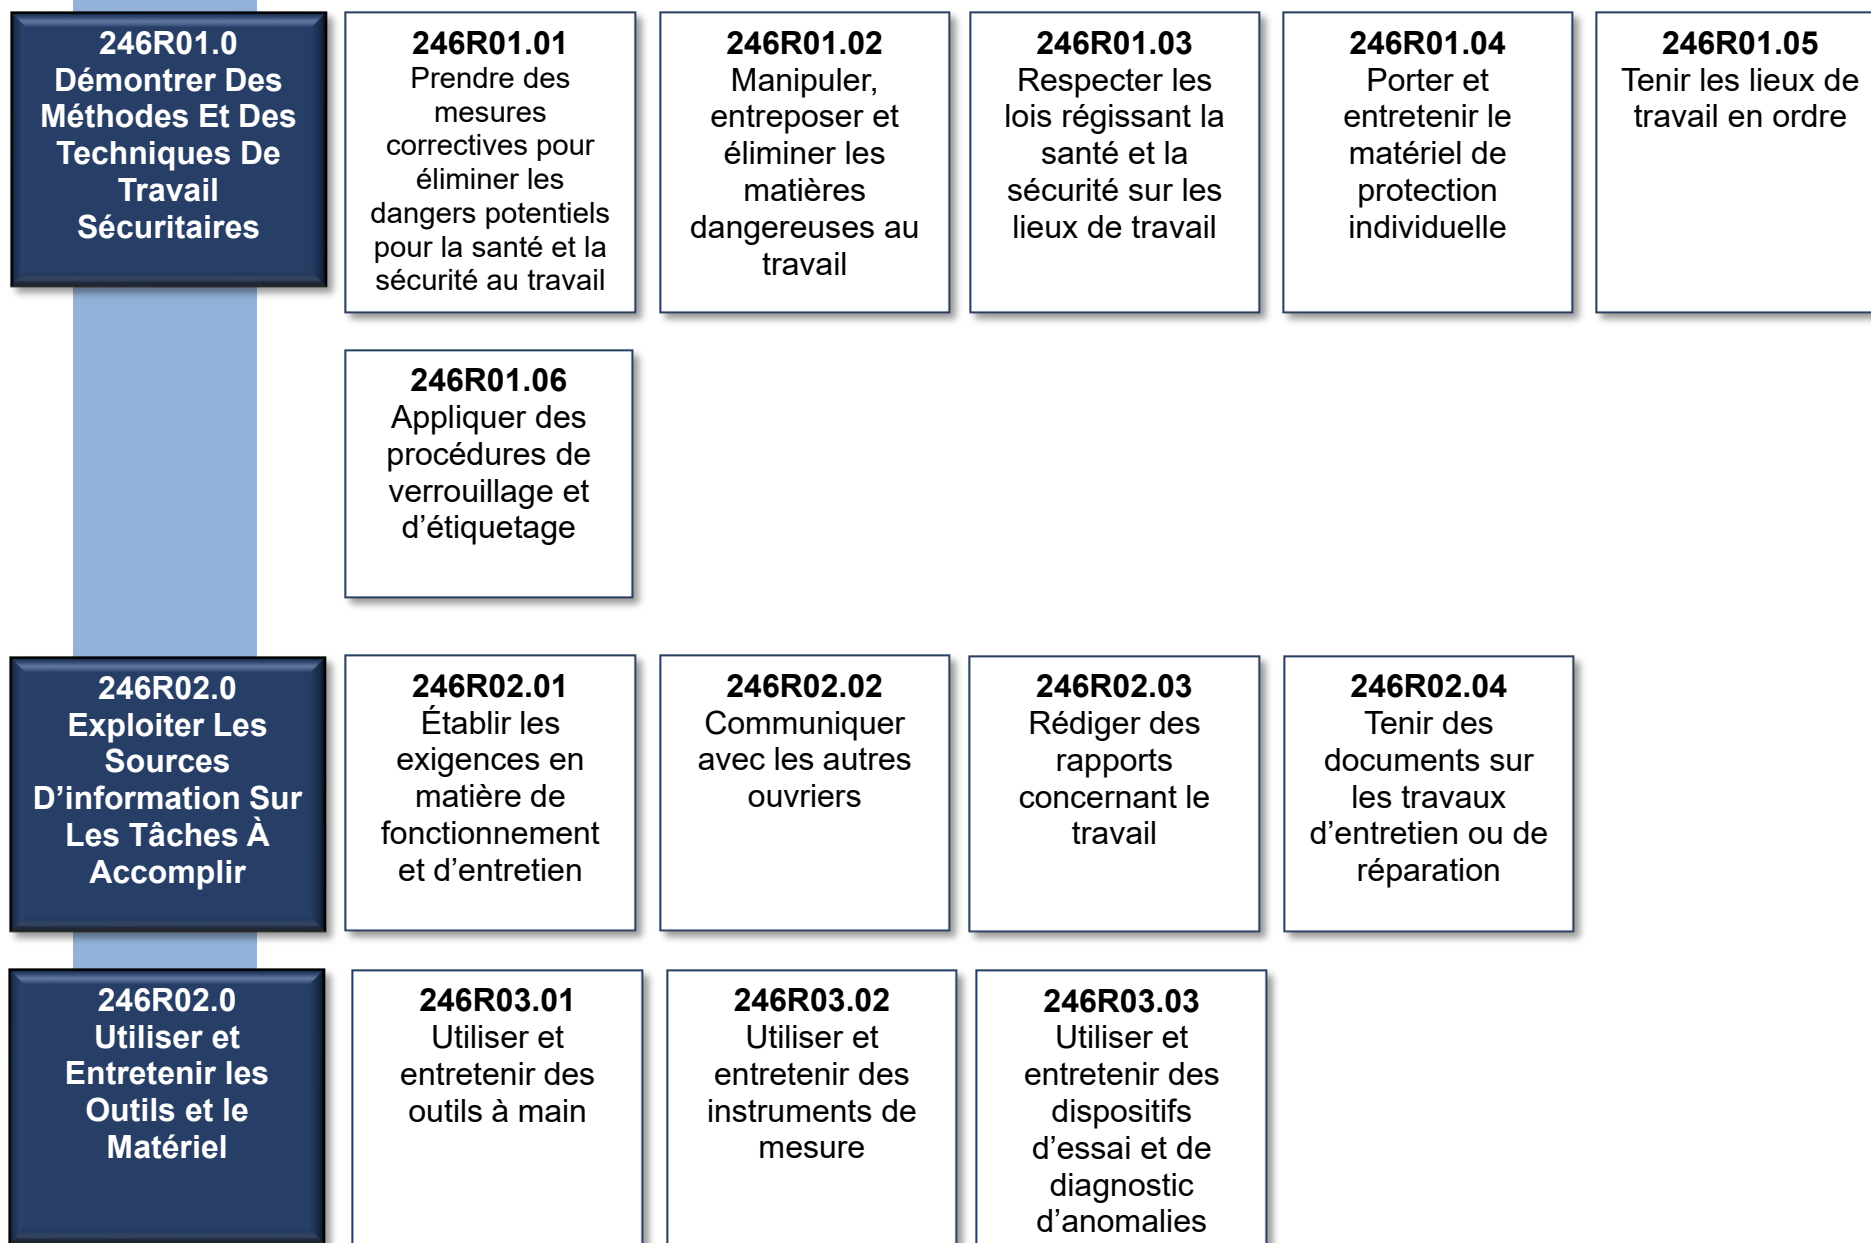 246R01.0
Démontrer Des
Méthodes Et Des
Techniques De
Travail
Sécuritaires
246R01.01
Prendre des
mesures
correctives pour
éliminer les
dangers potentiels
pour la santé et la
sécurité au travail
246R01.02
Manipuler,
entreposer et
éliminer les
matières
dangereuses au
travail
246R01.03
Respecter les
lois régissant la
santé et la
sécurité sur les
lieux de travail
246R01.04
Porter et
entretenir le
matériel de
protection
individuelle
246R01.05
Tenir les lieux de
travail en ordre
246R01.06
Appliquer des
procédures de
verrouillage et
d’étiquetage
246R02.0
Exploiter Les
Sources
D’information Sur
Les Tâches À
Accomplir
246R02.01
Établir les
exigences en
matière de
fonctionnement
et d’entretien
246R02.02
Communiquer
avec les autres
ouvriers
246R02.03
Rédiger des
rapports
concernant le
travail
246R02.04
Tenir des
documents sur
les travaux
d’entretien ou de
réparation
246R02.0
Utiliser et
Entretenir les
Outils et le
Matériel
246R03.01
Utiliser et
entretenir des
outils à main
246R03.02
Utiliser et
entretenir des
instruments de
mesure
246R03.03
Utiliser et
entretenir des
dispositifs
d’essai et de
diagnostic
d’anomalies